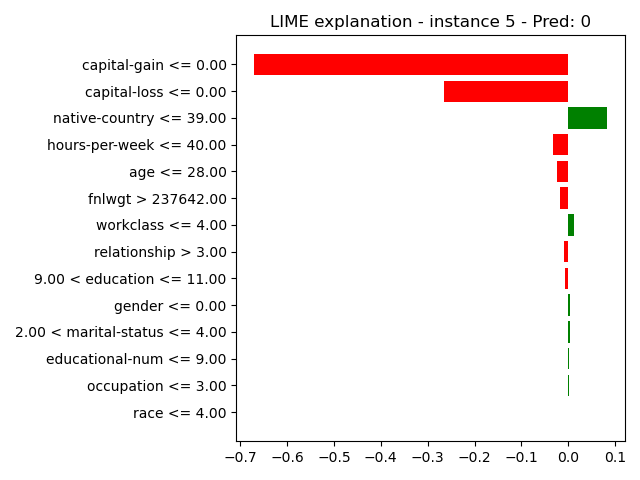 LIME explanation - instance 5 - Pred: 0
capital-gain <= 0.00
capital-loss <= 0.00
native-country <= 39.00
hours-per-week <= 40.00
age <= 28.00
fnlwgt > 237642.00
workclass <= 4.00
relationship > 3.00
9.00 < education <= 11.00
gender <= 0.00
2.00 < marital-status <= 4.00
educational-num <= 9.00
occupation <= 3.00
race <= 4.00
−0.7 −0.6 −0.5 −0.4 −0.3 −0.2 −0.1 0.0 0.1